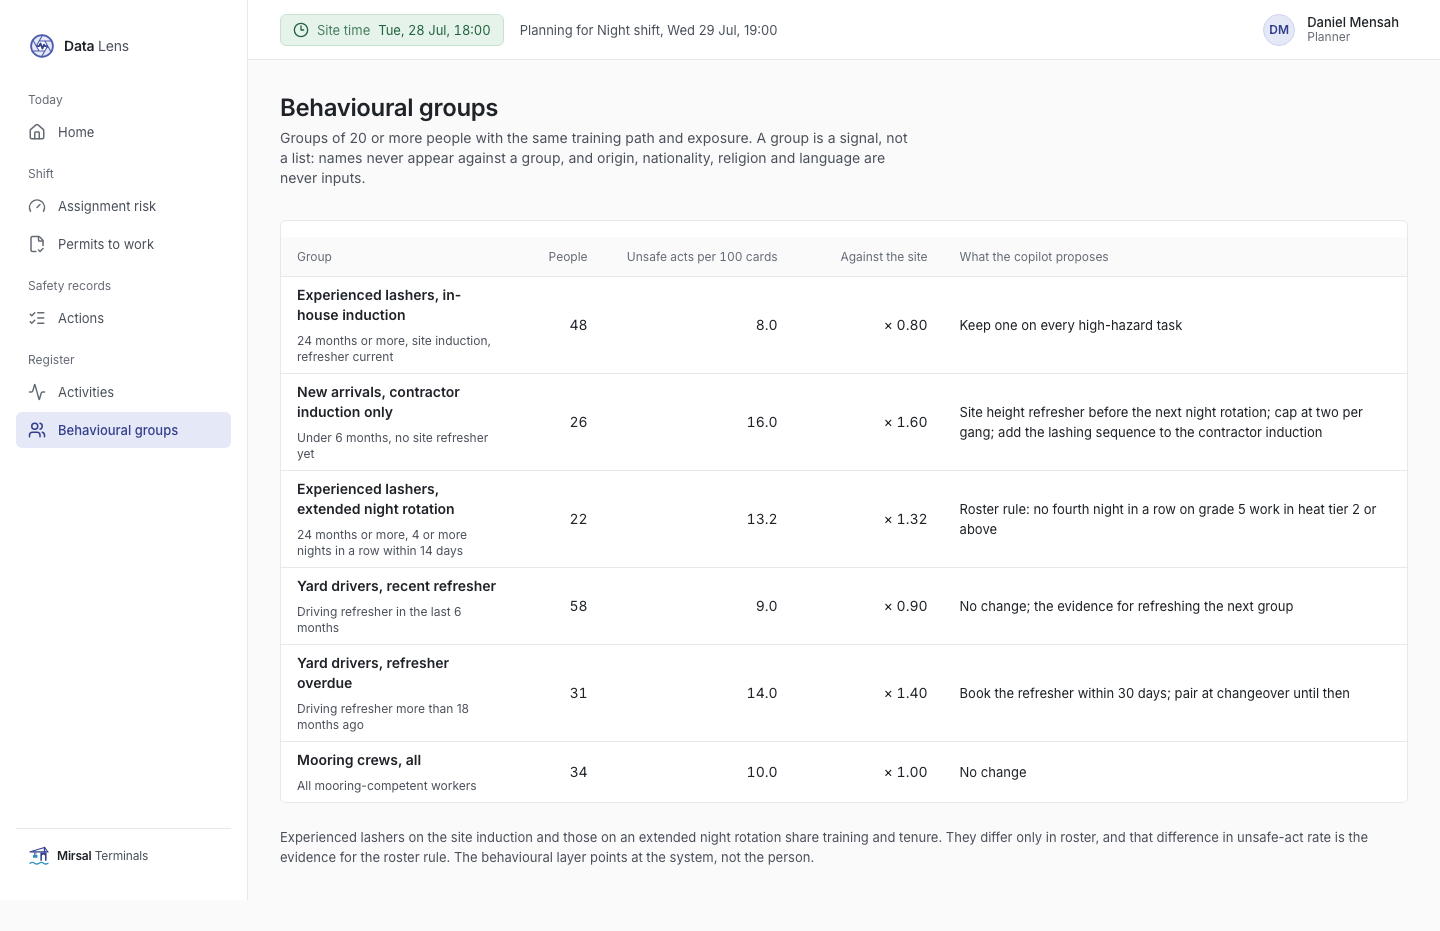 Data Lens
Today
Home
Shift
Assignment risk
Permits to work
Safety records
Actions
Register
Activities
Behavioural groups
Mirsal Terminals
Site time Tue, 28 Jul, 18:00
Planning for Night shift, Wed 29 Jul, 19:00
DM
Daniel Mensah
Planner
Behavioural groups
Groups of 20 or more people with the same training path and exposure. A group is a signal, not
a list: names never appear against a group, and origin, nationality, religion and language are
never inputs.
Group People Unsafe acts per 100 cards Against the site What the copilot proposes
Experienced lashers, in-
house induction
24 months or more, site induction,
refresher current
48 8.0 × 0.80 Keep one on every high-hazard task
New arrivals, contractor
induction only
Under 6 months, no site refresher
yet
26 16.0 × 1.60 Site height refresher before the next night rotation; cap at two per
gang; add the lashing sequence to the contractor induction
Experienced lashers,
extended night rotation
24 months or more, 4 or more
nights in a row within 14 days
22 13.2 × 1.32 Roster rule: no fourth night in a row on grade 5 work in heat tier 2 or
above
Yard drivers, recent refresher
Driving refresher in the last 6
months
58 9.0 × 0.90 No change; the evidence for refreshing the next group
Yard drivers, refresher
overdue
Driving refresher more than 18
months ago
31 14.0 × 1.40 Book the refresher within 30 days; pair at changeover until then
Mooring crews, all
All mooring-competent workers
34 10.0 × 1.00 No change
Experienced lashers on the site induction and those on an extended night rotation share training and tenure. They differ only in roster, and that difference in unsafe-act rate is the
evidence for the roster rule. The behavioural layer points at the system, not the person.